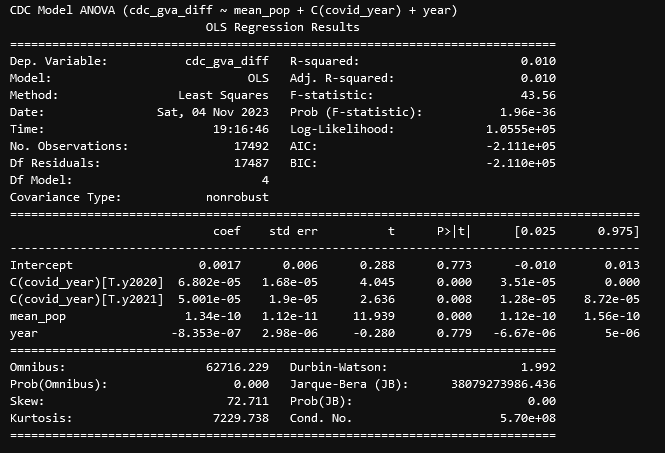 CDC Model ANOVA (cdc_gva_diff ~ mean_pop + C(covid_year) + year)
OLS Regression Results
==============================================================================
Dep. Variable: cdc_gva_diff R-squared: 0.010
Model: OLS Adj. R-squared: 0.010
Method: Least Squares F-statistic: 43.56
Date: Sat, 04 Nov 2023 Prob (F-statistic): 1.96e-36
Time: 19:16:46 Log-Likelihood: 1.0555e+05
No. Observations: 17492 AIC: -2.111e+05
Df Residuals: 17487 BIC: -2.110e+05
Df Model: 4
Covariance Type: nonrobust
==========================================================================================
coef std err t P>|t| [0.025 0.975]
------------------------------------------------------------------------------------------
Intercept 0.0017 0.006 0.288 0.773 -0.010 0.013
C(covid_year)[T.y2020] 6.802e-05 1.68e-05 4.045 0.000 3.51e-05 0.000
C(covid_year)[T.y2021] 5.001e-05 1.9e-05 2.636 0.008 1.28e-05 8.72e-05
mean_pop 1.34e-10 1.12e-11 11.939 0.000 1.12e-10 1.56e-10
year -8.353e-07 2.98e-06 -0.280 0.779 -6.67e-06 5e-06
==============================================================================
Omnibus: 62716.229 Durbin-Watson: 1.992
Prob(Omnibus): 0.000 Jarque-Bera (JB): 38079273986.436
Skew: 72.711 Prob(JB): 0.00
Kurtosis: 7229.738 Cond. No. 5.70e+08
==============================================================================